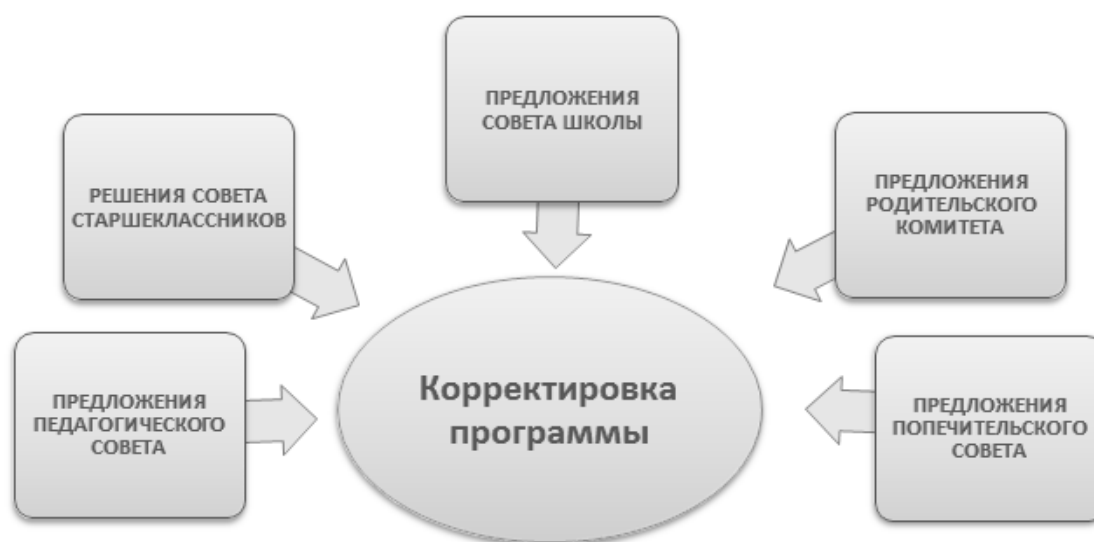 ПРЕДЛОЖЕНИЯ
СОВЕТА ШКОЛЫ
РЕШЕНИЯ СОВЕТА
СТАРШЕКЛАССНИКОВ
ПРЕДЛОЖЕНИЯ
РОДИТЕЛЬСКОГО
КОМИТЕТА
ПРЕДЛОЖЕНИЯ
ПЕДАГОГИЧЕСКОГО
СОВЕТА
Корректировка
программы
ПРЕДЛОЖЕНИЯ
ПОПЕЧИТЕЛЬСКОГО
СОВЕТА